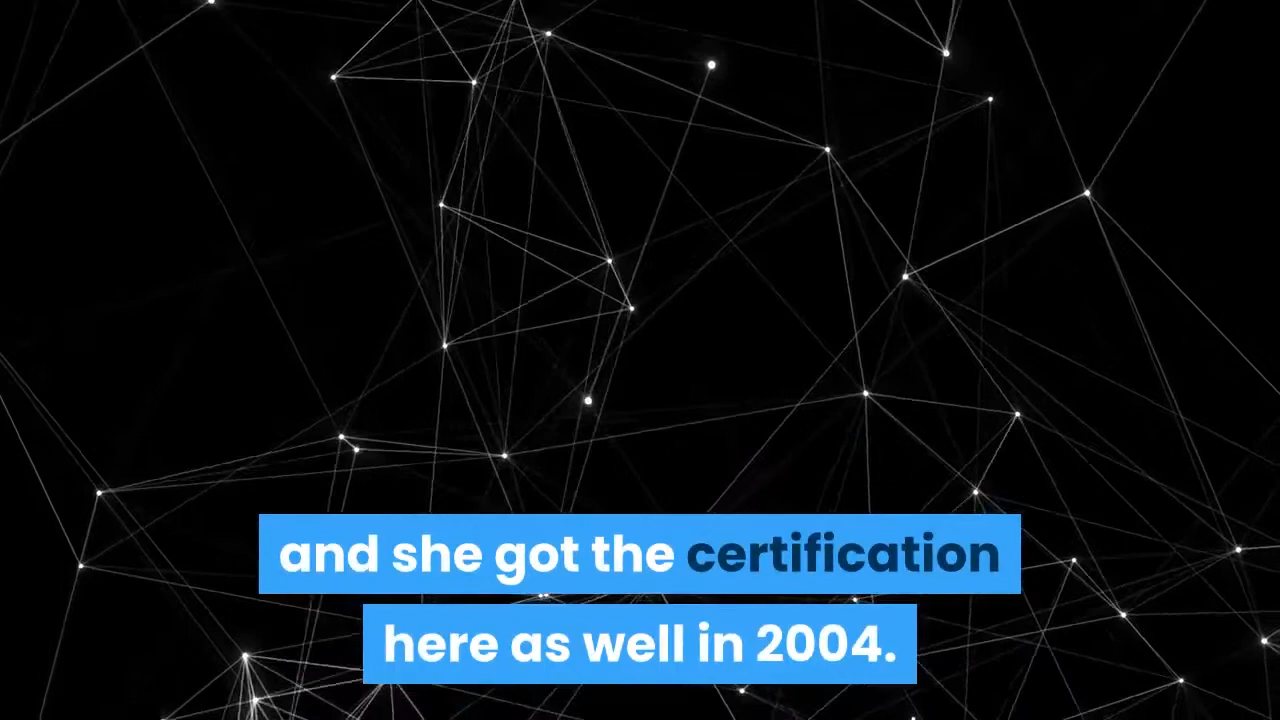 and she got the certification
here as well in 2004.